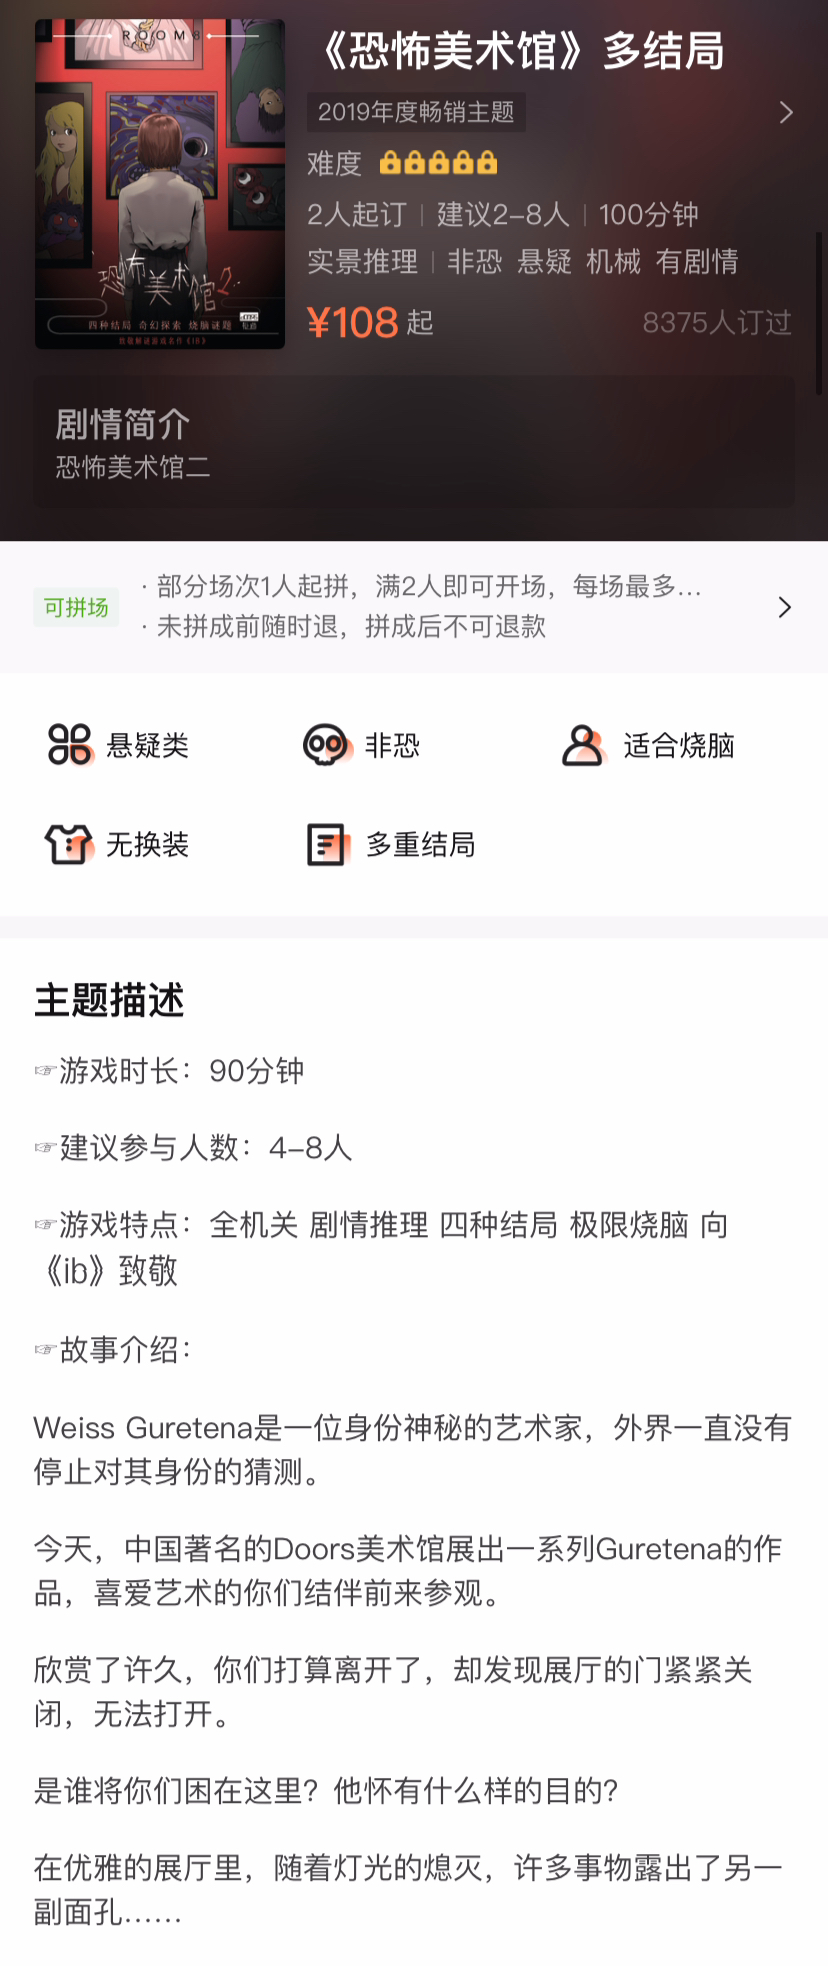 ROOM8
恐怖美术馆2
四种结局 奇幻探索 烧脑谜题
致敬解谜游戏名作《IB》
《恐怖美术馆》多结局
2019年度畅销主题
难度
2人起订 | 建议2-8人 | 100分钟
实景推理 | 非恐 悬疑 机械 有剧情
¥108 起
8375人订过
剧情简介
恐怖美术馆二
可拼场
· 部分场次1人起拼，满2人即可开场，每场最多...
· 未拼成前随时退，拼成后不可退款
悬疑类
非恐
适合烧脑
无换装
多重结局
主题描述
☞游戏时长：90分钟
☞建议参与人数：4-8人
☞游戏特点：全机关 剧情推理 四种结局 极限烧脑 向
《ib》致敬
☞故事介绍：
Weiss Guretena是一位身份神秘的艺术家，外界一直没有
停止对其身份的猜测。
今天，中国著名的Doors美术馆展出一系列Guretena的作
品，喜爱艺术的你们结伴前来参观。
欣赏了许久，你们打算离开了，却发现展厅的门紧紧关
闭，无法打开。
是谁将你们困在这里？他怀有什么样的目的？
在优雅的展厅里，随着灯光的熄灭，许多事物露出了另一
副面孔……